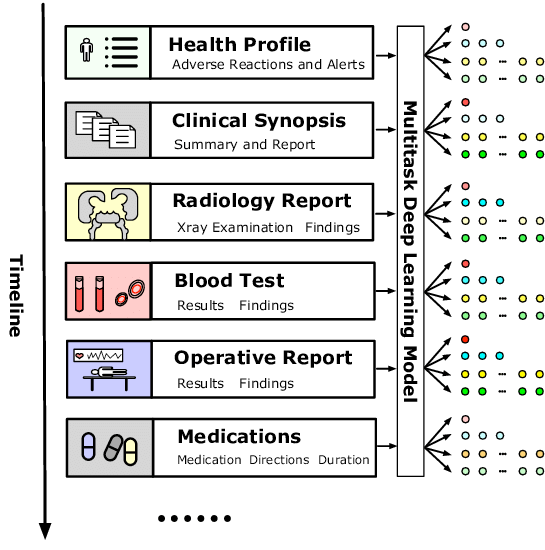 Timeline
Health Profile
Adverse Reactions and Alerts
Clinical Synopsis
Summary and Report
Radiology Report
Xray Examination Findings
Blood Test
Results Findings
Operative Report
Results Findings
Medications
Medication Directions Duration
Multitask Deep Learning Model